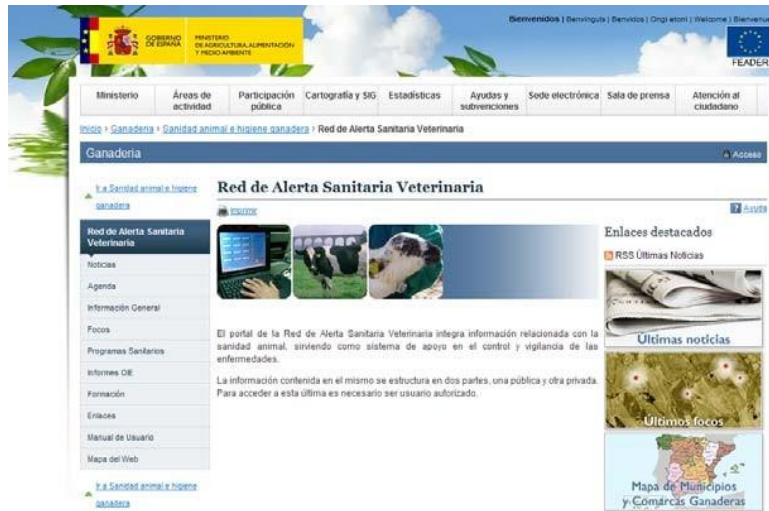 Bienvenidos | Benvinguts | Benvidos | Ongi etorri | Welcome | Bienvenue
GOBIERNO DE ESPAÑA
MINISTERIO
DE AGRICULTURA, ALIMENTACIÓN
Y MEDIO AMBIENTE
FEADER
Ministerio
Áreas de actividad
Participación pública
Cartografía y SIG
Estadísticas
Ayudas y subvenciones
Sede electrónica
Sala de prensa
Atención al ciudadano
Inicio › Ganadería › Sanidad animal e higiene ganadera › Red de Alerta Sanitaria Veterinaria
Ganadería
Acceso
Ir a Sanidad animal e higiene
ganadera
Red de Alerta Sanitaria Veterinaria
Imprimir
Ayuda
Red de Alerta Sanitaria
Veterinaria
Noticias
Agenda
Información General
Focos
Programas Sanitarios
Informes OIE
Formación
Enlaces
Manual de Usuario
Mapa del Web
Ir a Sanidad animal e higiene
ganadera
El portal de la Red de Alerta Sanitaria Veterinaria integra información relacionada con la
sanidad animal, sirviendo como sistema de apoyo en el control y vigilancia de las
enfermedades.
La información contenida en el mismo se estructura en dos partes, una pública y otra privada.
Para acceder a esta última es necesario ser usuario autorizado.
Enlaces destacados
RSS Últimas Noticias
Últimas noticias
Últimos focos
Mapa de Municipios
y Comarcas Ganaderas